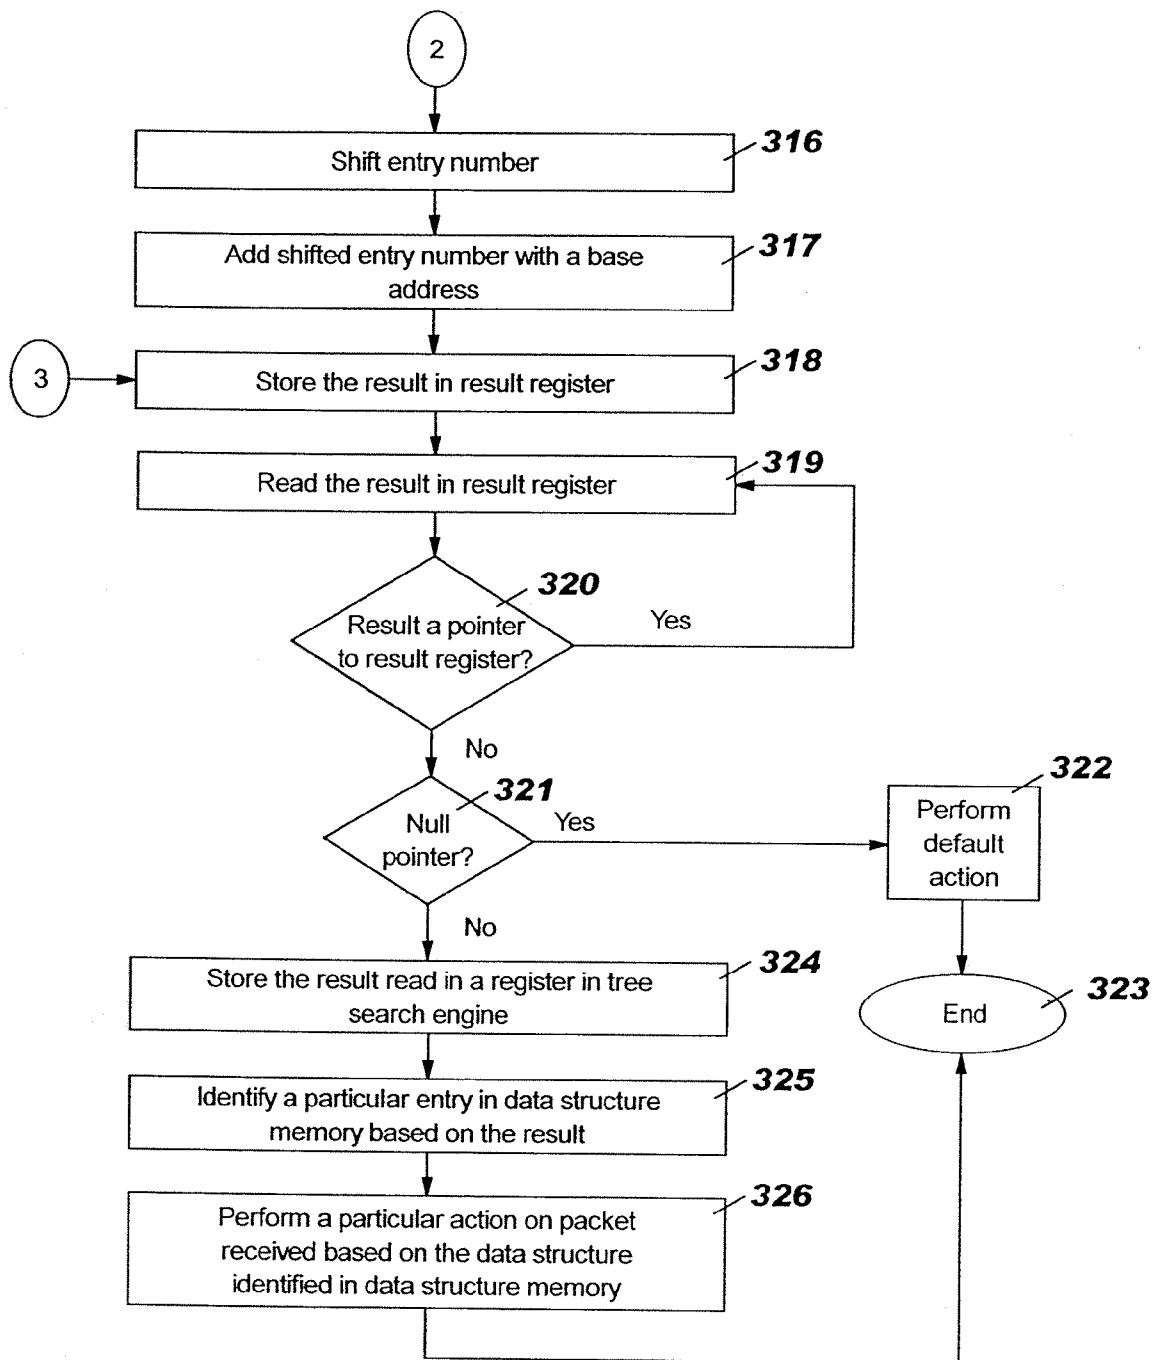 2
316
Shift entry number
317
Add shifted entry number with a base
address
318
3
Store the result in result register
319
Read the result in result register
320
Result a pointer
to result register?
Yes
No
321
Null
pointer?
Yes
322
Perform
default
action
No
324
Store the result read in a register in tree
search engine
323
End
325
Identify a particular entry in data structure
memory based on the result
326
Perform a particular action on packet
received based on the data structure
identified in data structure memory